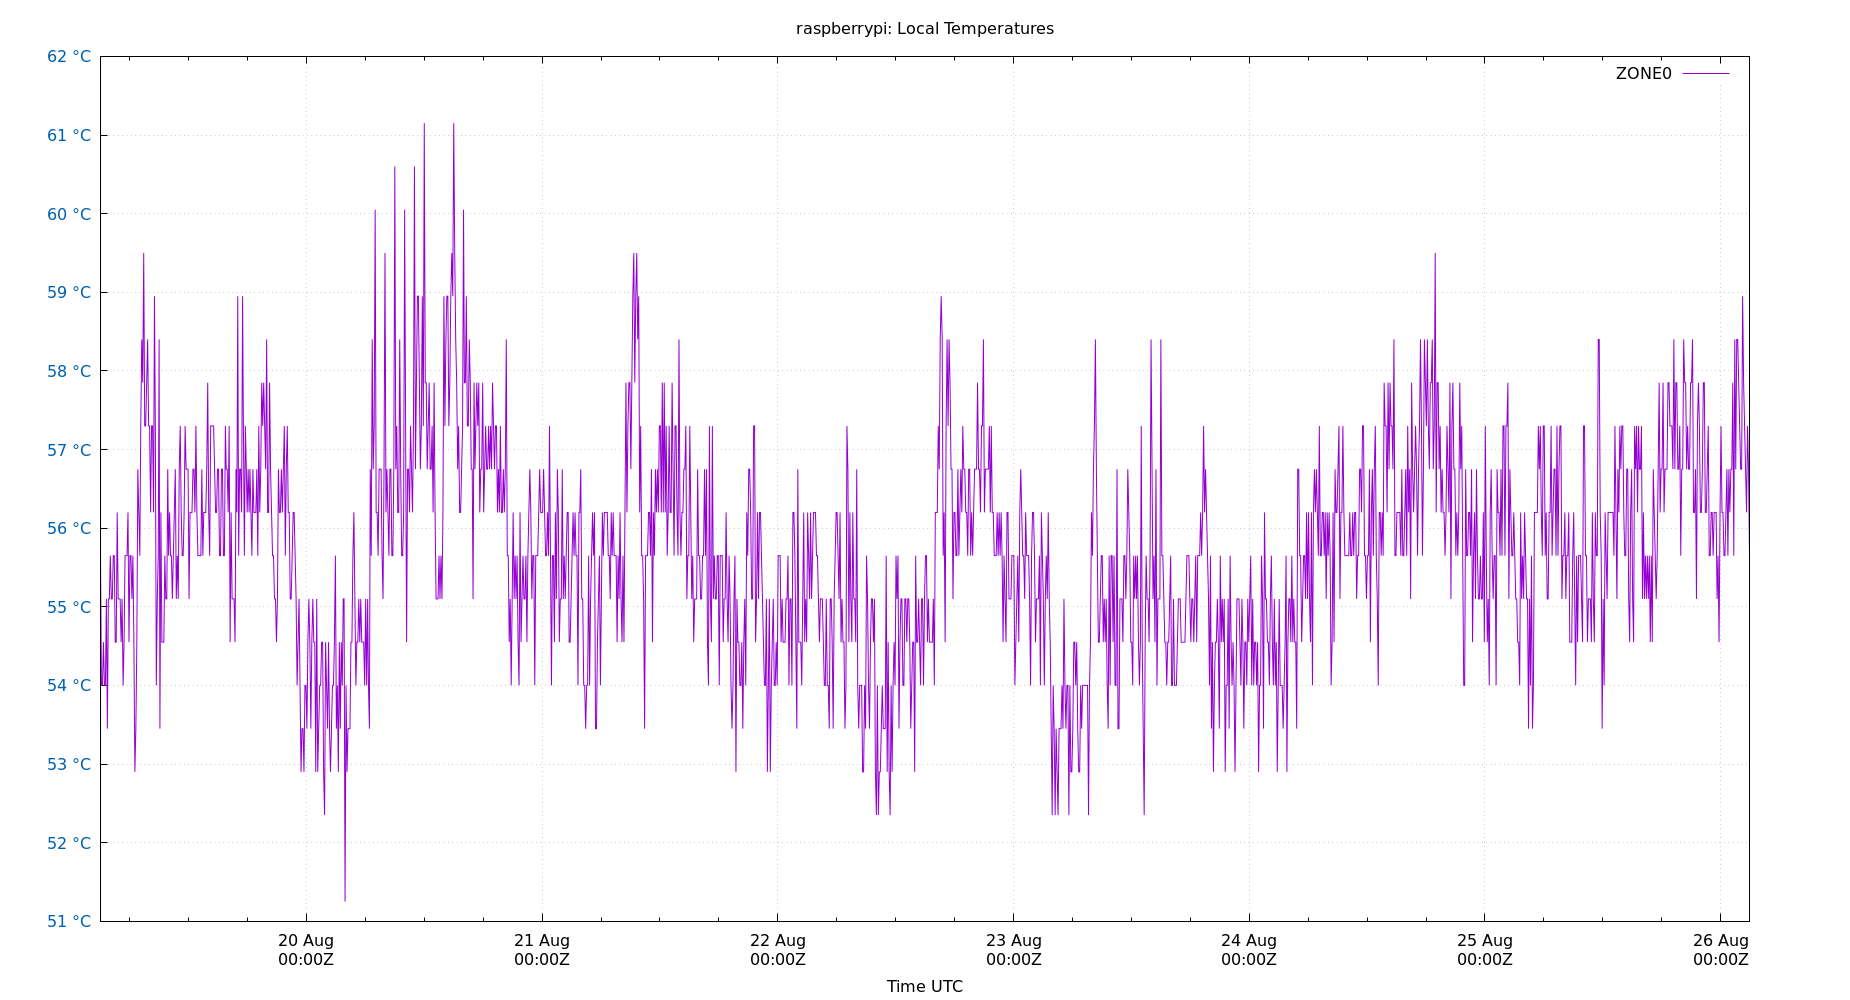 raspberrypi: Local Temperatures
62 °C
ZONE0
61 °C
60 °C
59 °C
58 °C
57 °C
56 °C
55 °C
54 °C
53 °C
52 °C
51 °C
20 Aug 21 Aug 22 Aug 23 Aug 24 Aug 25 Aug 26 Aug
00:00Z 00:00Z 00:00Z 00:00Z 00:00Z 00:00Z 00:00Z
Time UTC